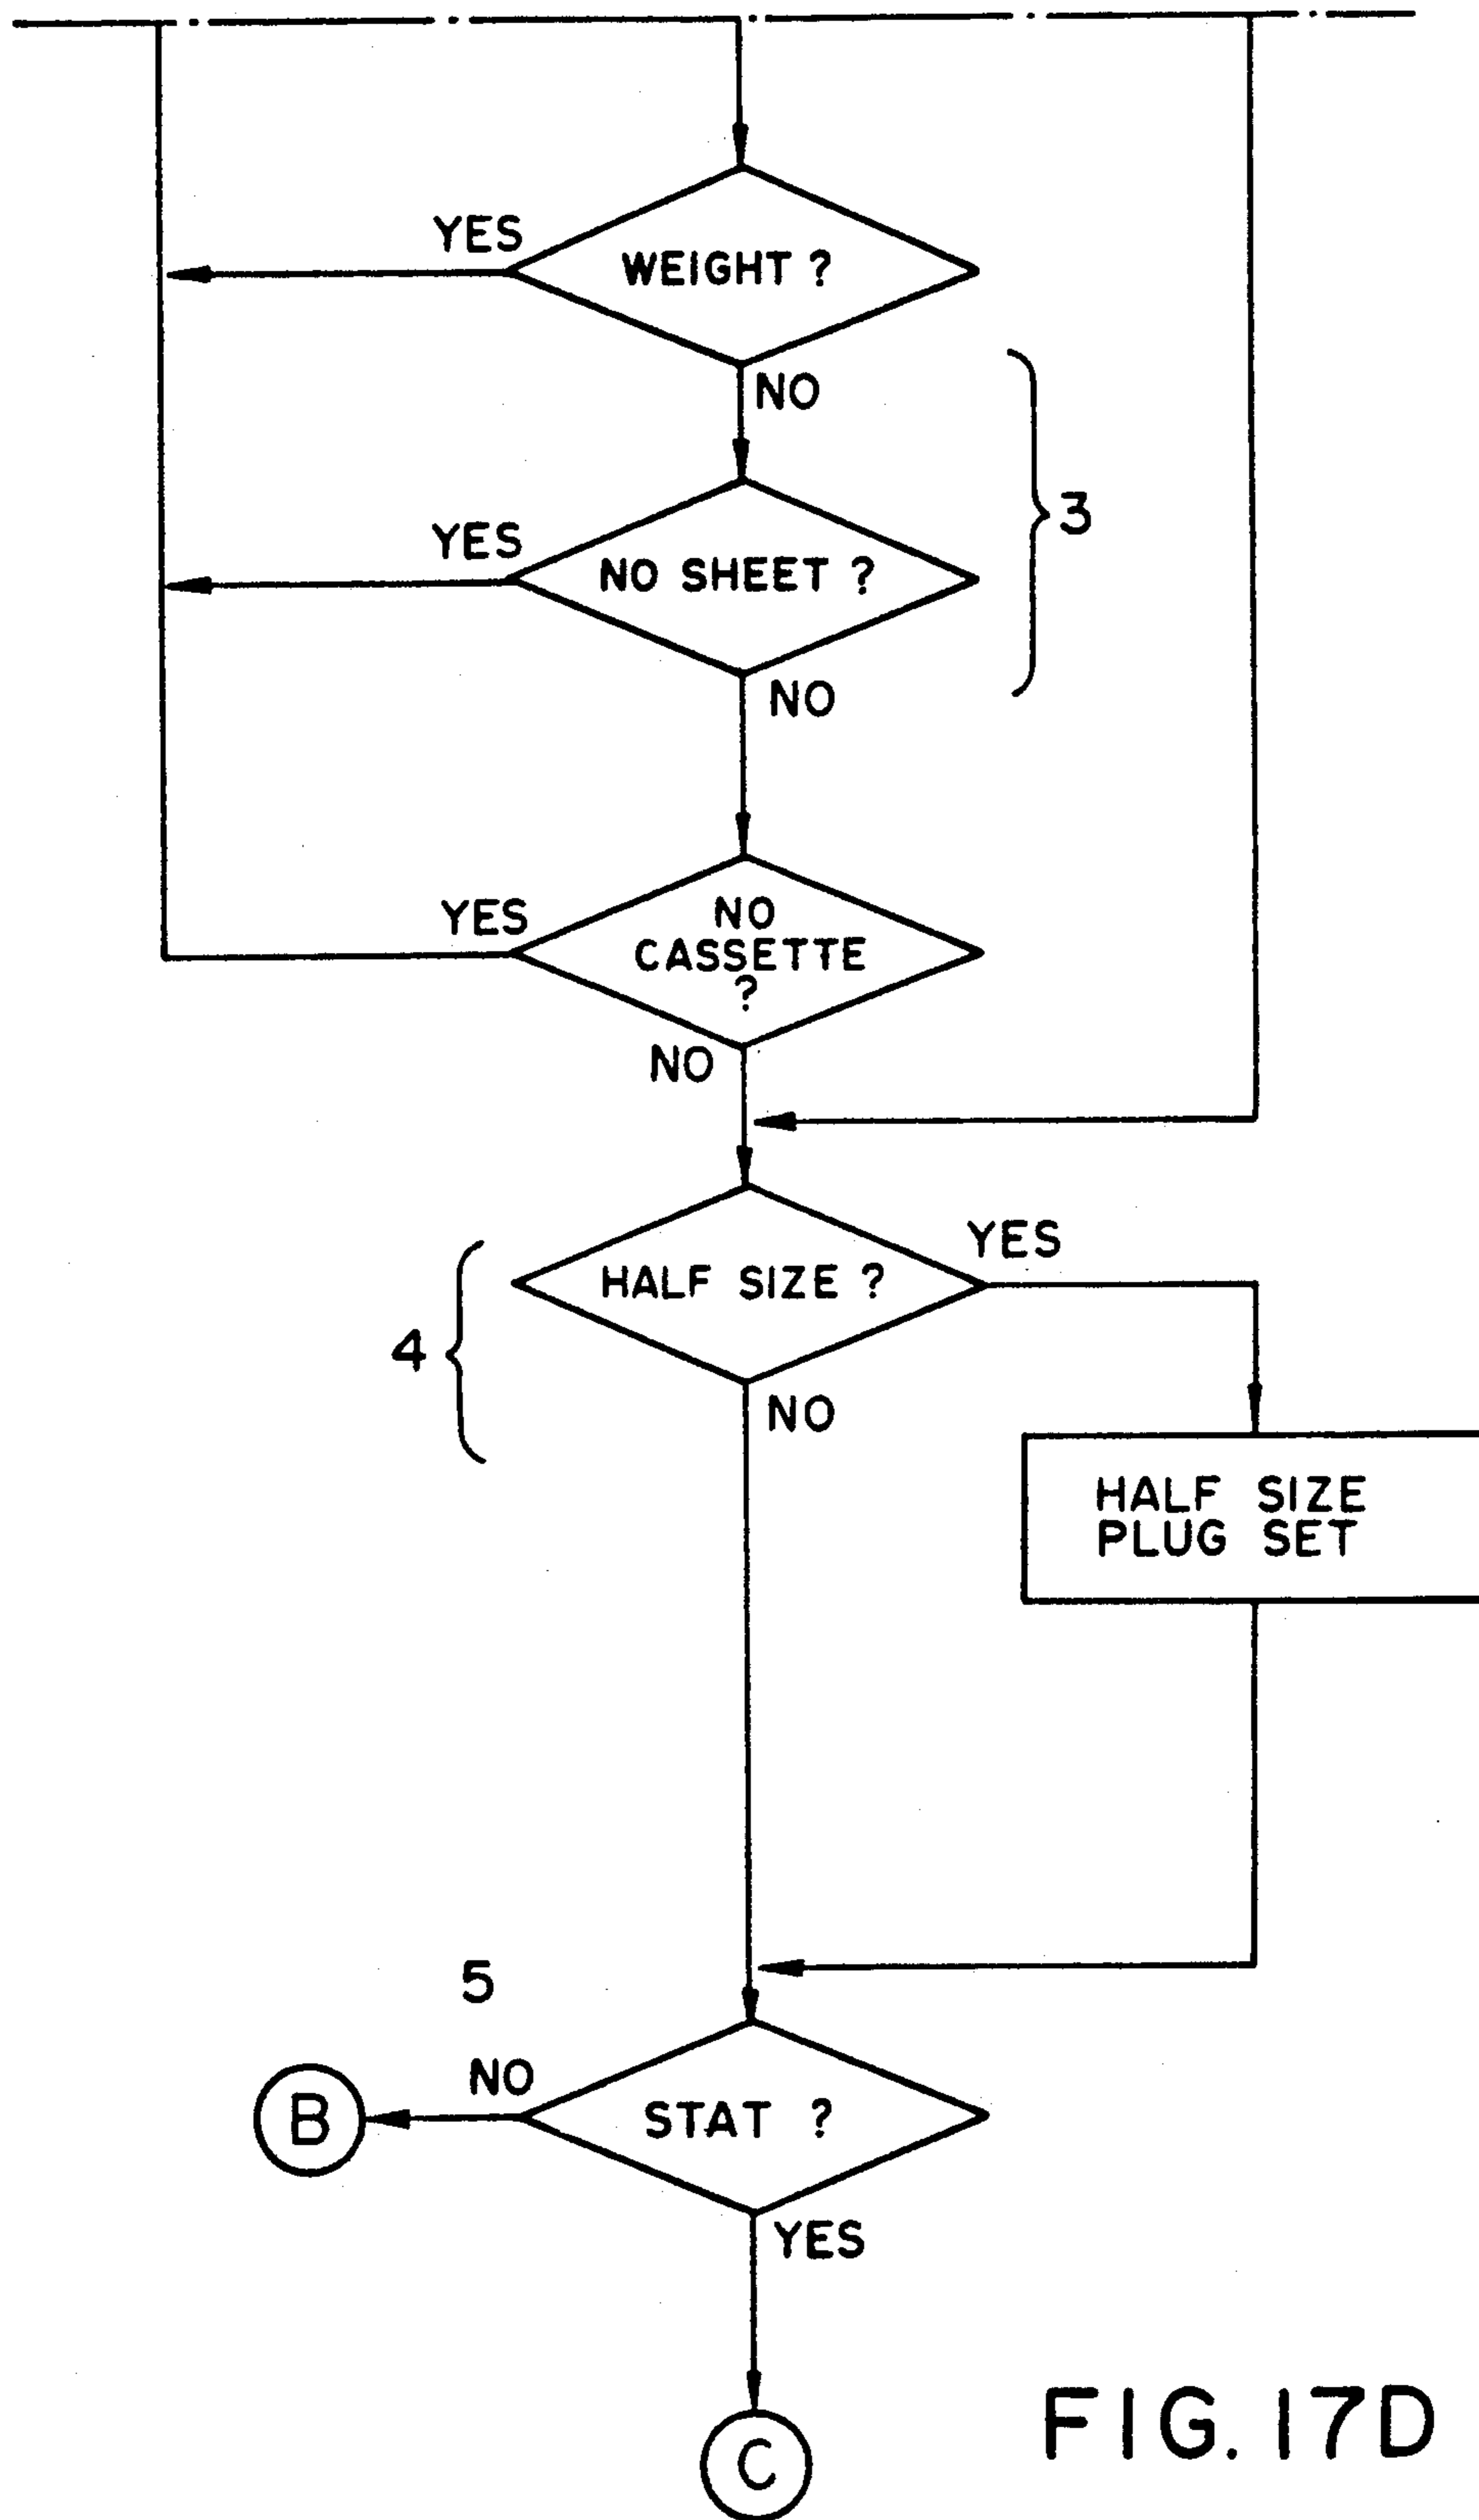 YES
WEIGHT ?
NO
3
YES
NO SHEET ?
NO
YES
NO
CASSETTE
?
NO
YES
HALF SIZE ?
4
NO
HALF SIZE
PLUG SET
5
NO
B
STAT ?
YES
C
FIG. 17D